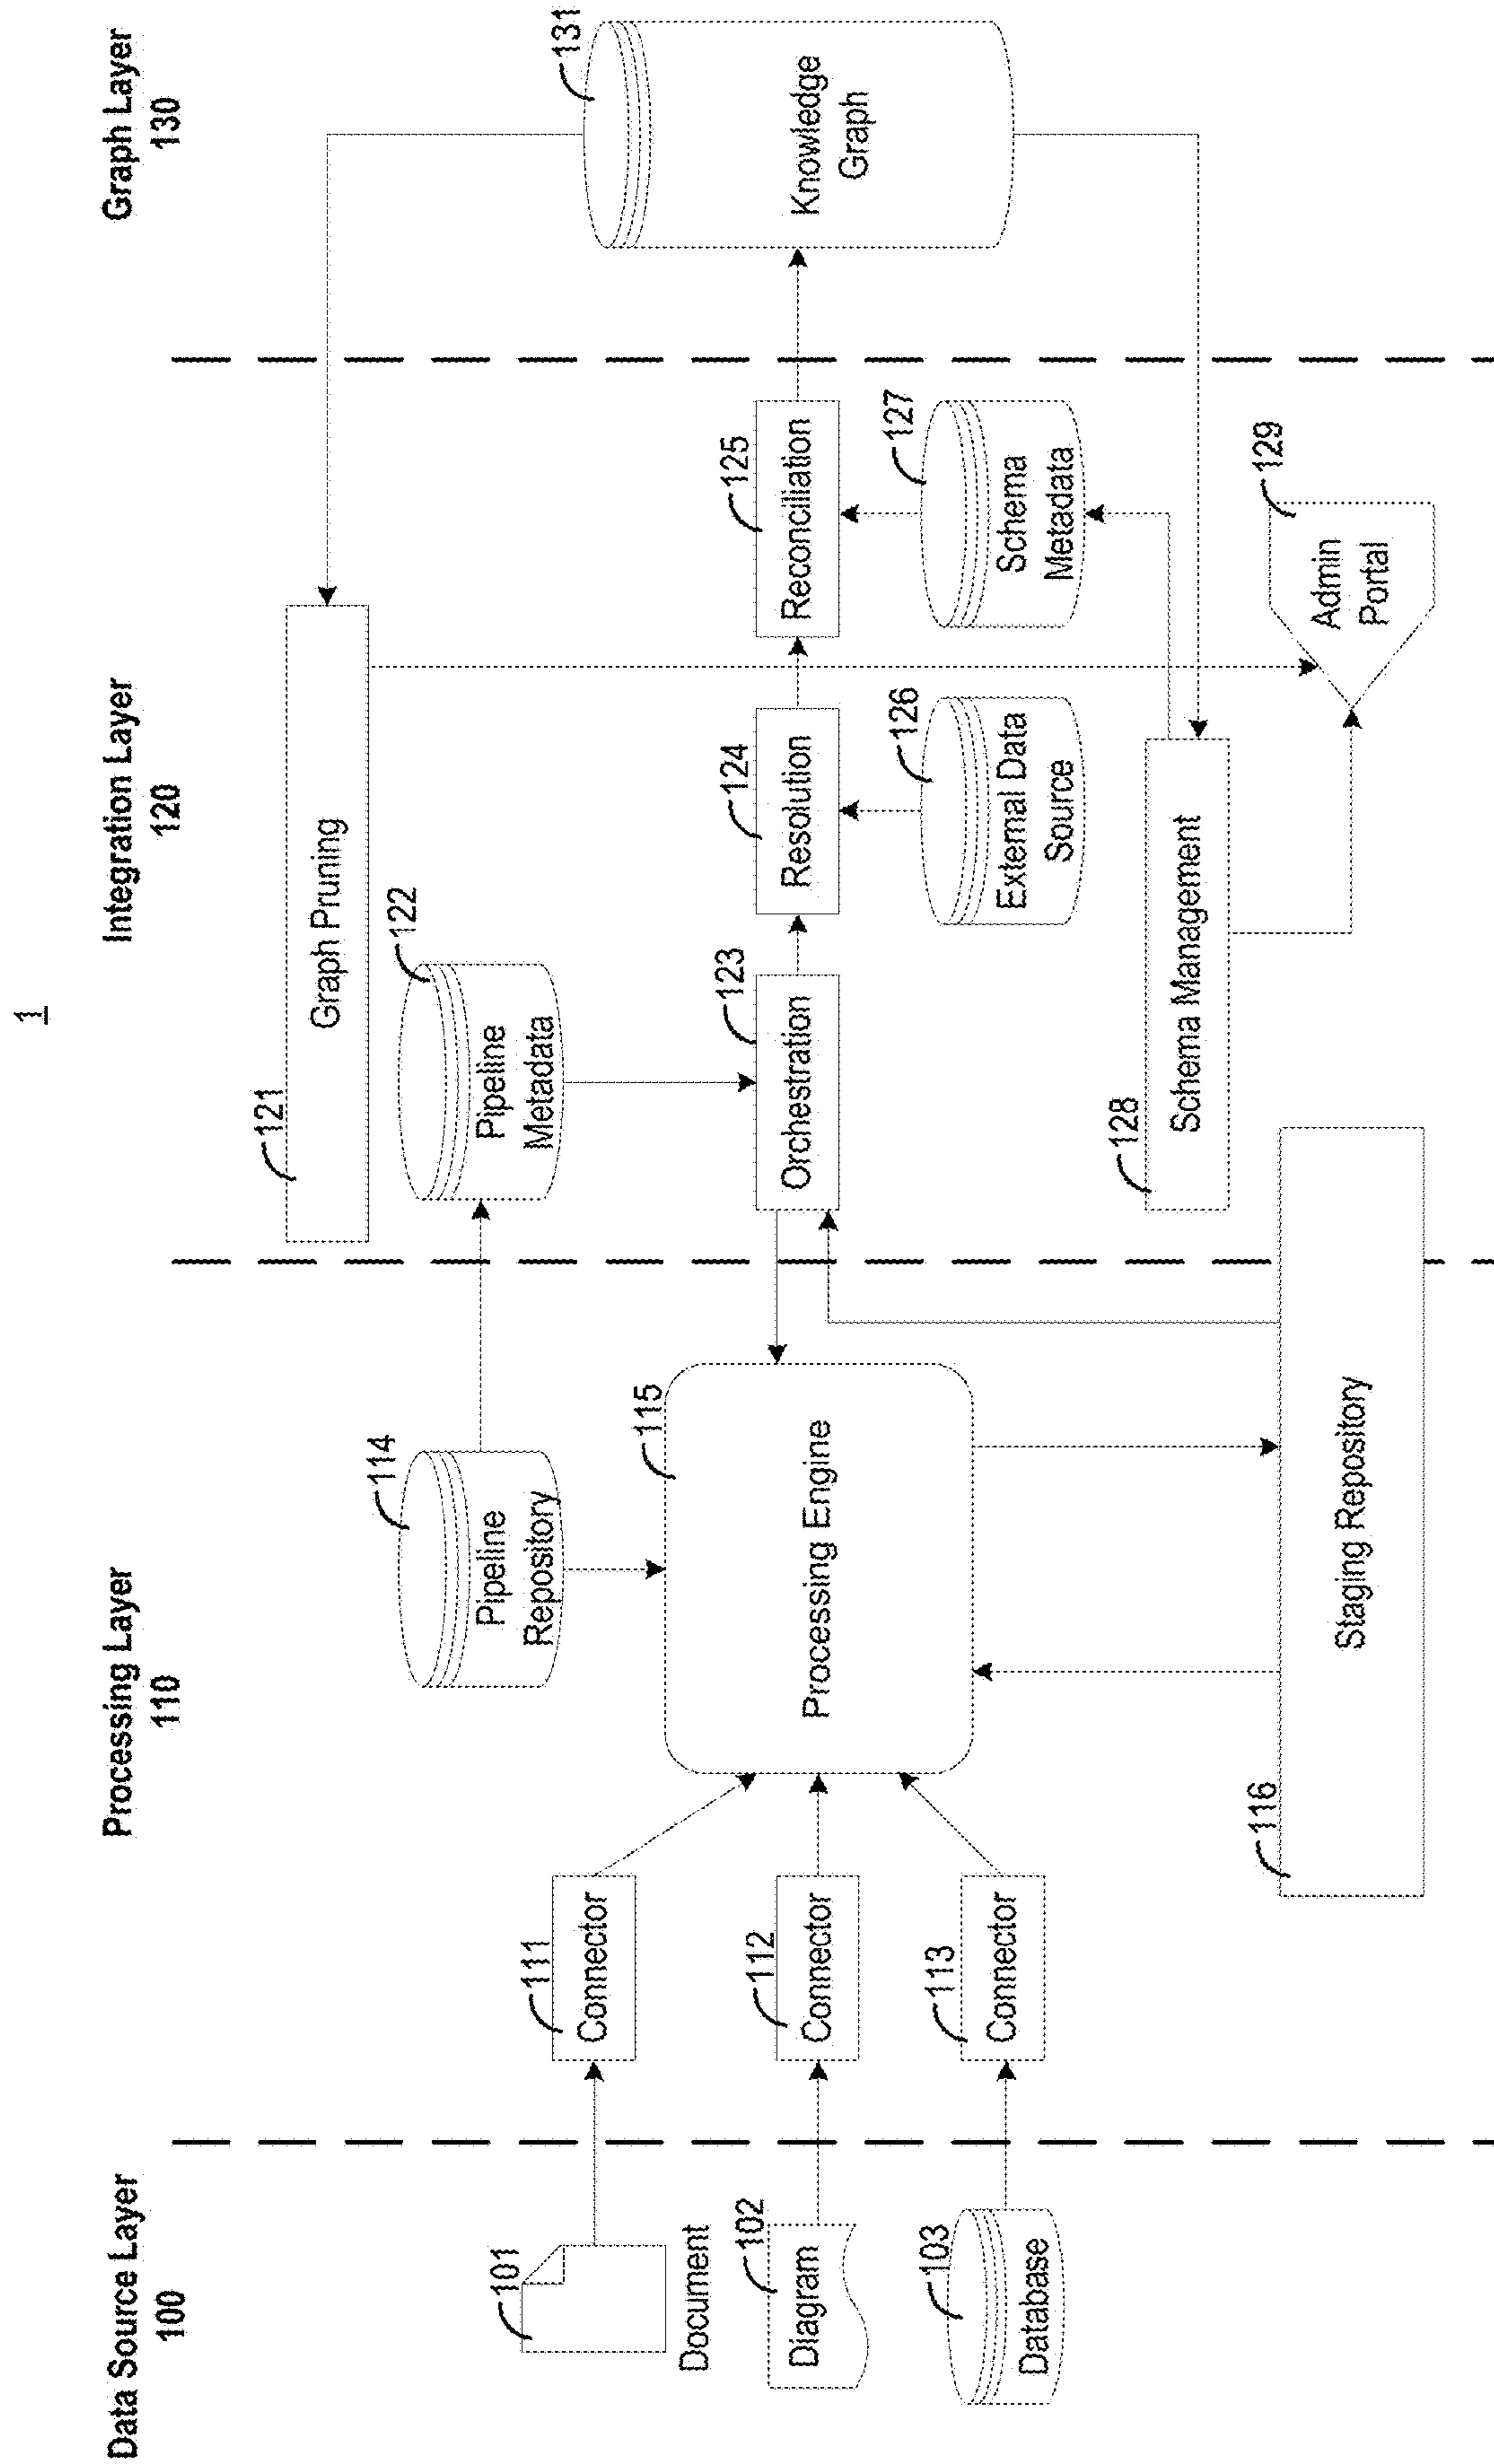 1
Data Source Layer
100
Processing Layer
110
Integration Layer
120
Graph Layer
130
101
Document
102
Diagram
103
Database
111
Connector
112
Connector
113
Connector
114
Pipeline
Repository
115
Processing Engine
116
Staging Repository
121
Graph Pruning
122
Pipeline
Metadata
123
Orchestration
124
Resolution
125
Reconciliation
126
External Data
Source
127
Schema
Metadata
128
Schema Management
129
Admin
Portal
131
Knowledge
Graph